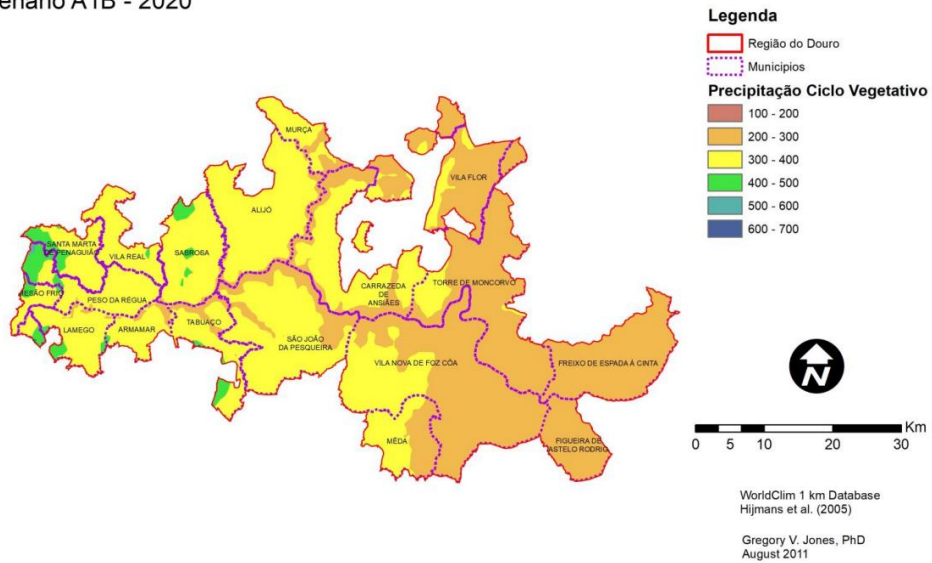 enário A1B - 2020
Legenda
Região do Douro
Municipios
Precipitação Ciclo Vegetativo
100 - 200
200 - 300
300 - 400
400 - 500
500 - 600
600 - 700
MURÇA
VILA FLOR
ALIJÓ
SANTA MARTA
DE PENAGUIÃO
VILA REAL
SABROSA
MESÃO FRIO
PESO DA RÉGUA
CARRAZEDA
DE
ANSIÃES
TORRE DE MONCORVO
LAMEGO
ARMAMAR
TABUAÇO
SÃO JOÃO
DA PESQUEIRA
VILA NOVA DE FOZ CÔA
FREIXO DE ESPADA À CINTA
MÊDA
FIGUEIRA DE
ASTELO RODRIG
N
Km
0 5 10 20 30
WorldClim 1 km Database
Hijmans et al. (2005)
Gregory V. Jones, PhD
August 2011